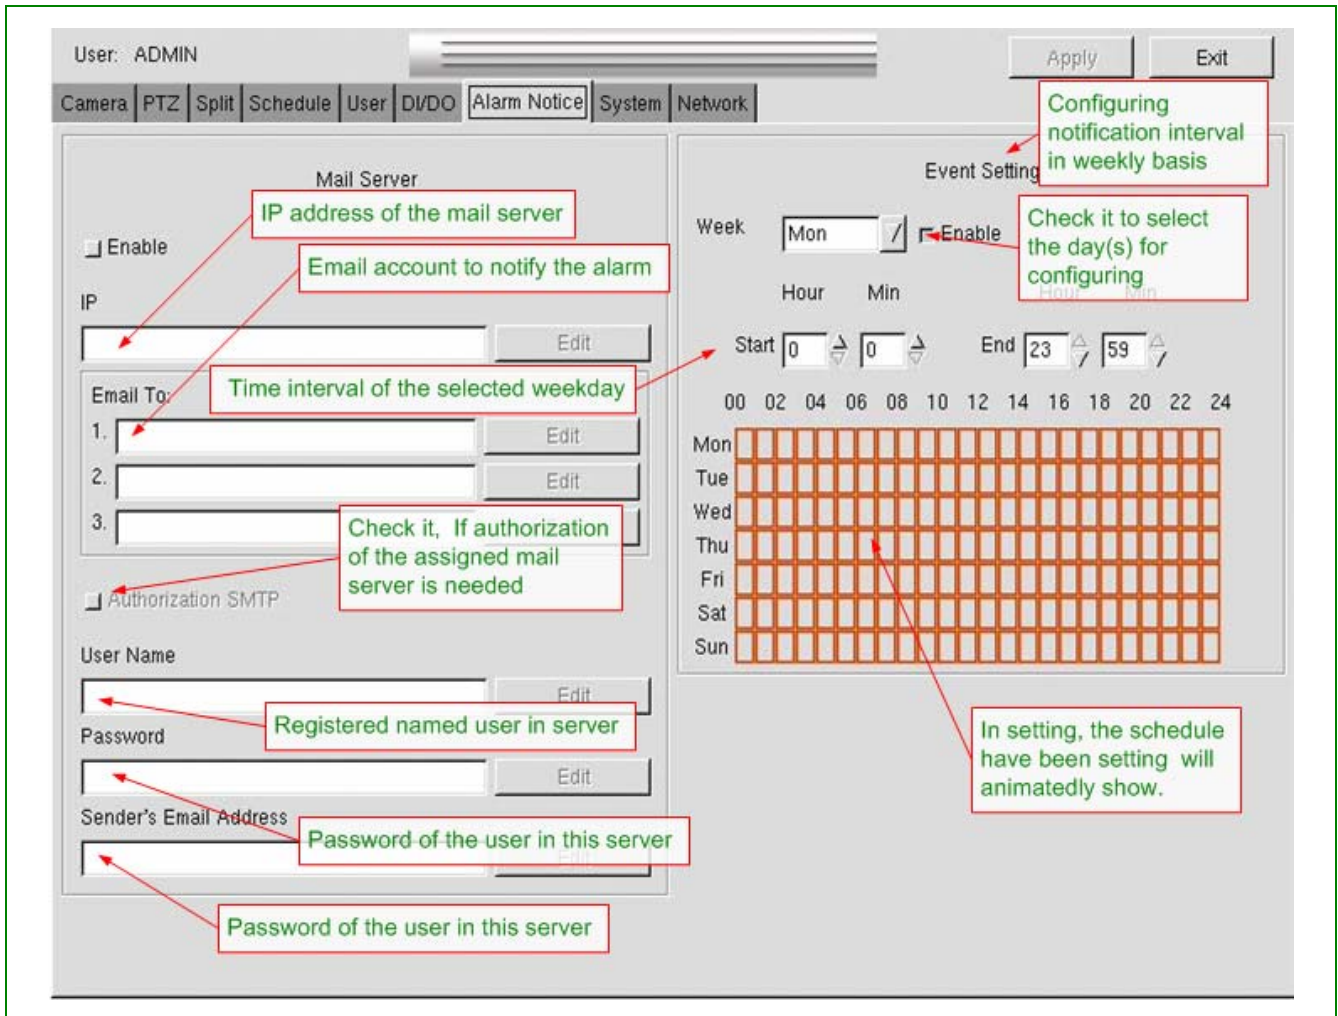 User: ADMIN
Apply
Exit
Camera PTZ Split Schedule User DI/DO Alarm Notice System Network
Configuring
notification interval
in weekly basis
Mail Server
IP address of the mail server
Enable
Email account to notify the alarm
IP
Edit
Time interval of the selected weekday
Email To:
1. Edit
2. Edit
3.
Check it, If authorization
of the assigned mail
server is needed
Authorization SMTP
User Name
Edit
Registered named user in server
Password
Edit
Sender's Email Address
Password of the user in this server
Edit
Password of the user in this server
Event Setting
Week Mon Enable
Check it to select
the day(s) for
configuring
Hour Min Hour Min
Start 0 0 End 23 59
00 02 04 06 08 10 12 14 16 18 20 22 24
Mon
Tue
Wed
Thu
Fri
Sat
Sun
In setting, the schedule
have been setting will
animatedly show.